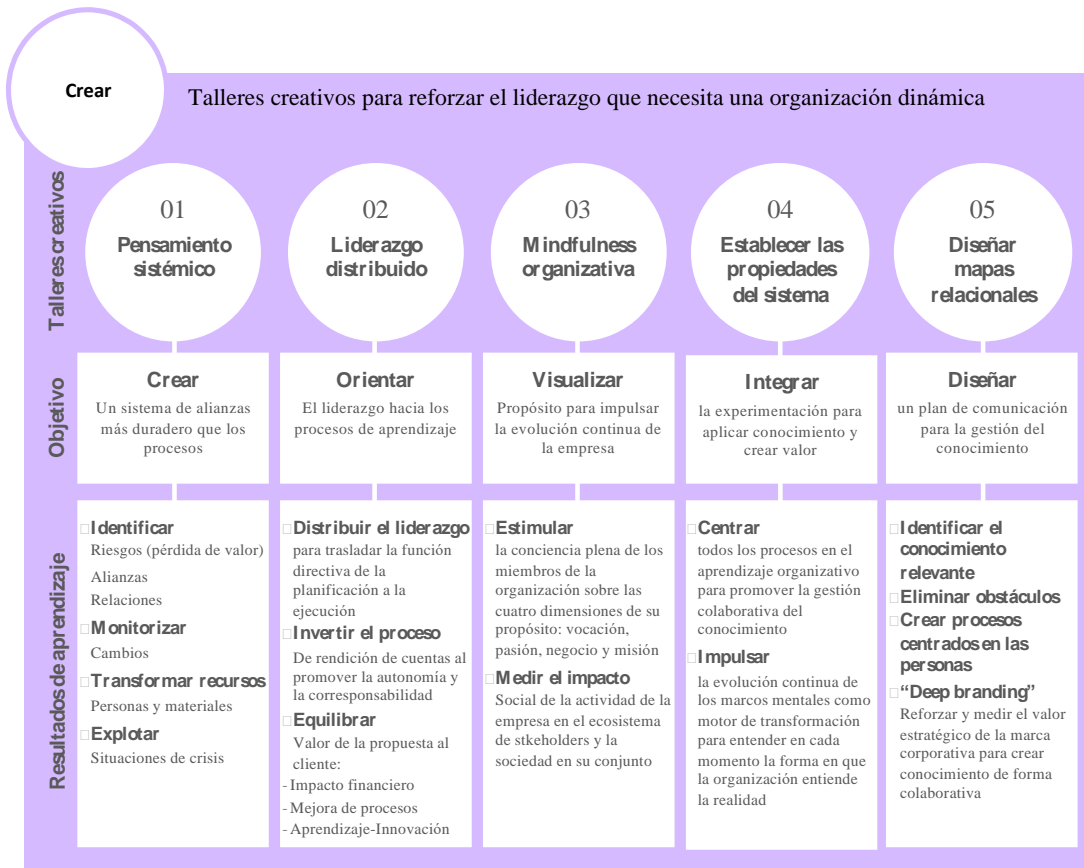 Crear
Talleres creativos para reforzar el liderazgo que necesita una organización dinámica
Talleres creativos
01
Pensamiento
sistémico
02
Liderazgo
distribuido
03
Mindfulness
organizativa
04
Establecer las
propiedades
del sistema
05
Diseñar
mapas
relacionales
Objetivo
Crear
Un sistema de alianzas
más duradero que los
procesos
Orientar
El liderazgo hacia los
procesos de aprendizaje
Visualizar
Propósito para impulsar
la evolución continua de
la empresa
Integrar
la experimentación para
aplicar conocimiento y
crear valor
Diseñar
un plan de comunicación
para la gestión del
conocimiento
Resultados de aprendizaje
Identificar
Riesgos (pérdida de valor)
Alianzas
Relaciones
Monitorizar
Cambios
Transformar recursos
Personas y materiales
Explotar
Situaciones de crisis
Distribuir el liderazgo
para trasladar la función
directiva de la
planificación a la
ejecución
Invertir el proceso
De rendición de cuentas al
promover la autonomía y
la corresponsabilidad
Equilibrar
Valor de la propuesta al
cliente:
- Impacto financiero
- Mejora de procesos
- Aprendizaje-Innovación
Estimular
la conciencia plena de los
miembros de la
organización sobre las
cuatro dimensiones de su
propósito: vocación,
pasión, negocio y misión
Medir el impacto
Social de la actividad de la
empresa en el ecosistema
de stkeholders y la
sociedad en su conjunto
Centrar
todos los procesos en el
aprendizaje organizativo
para promover la gestión
colaborativa del
conocimiento
Impulsar
la evolución continua de
los marcos mentales como
motor de transformación
para entender en cada
momento la forma en que
la organización entiende
la realidad
Identificar el
conocimiento
relevante
Eliminar obstáculos
Crear procesos
centrados en las
personas
“Deep branding”
Reforzar y medir el valor
estratégico de la marca
corporativa para crear
conocimiento de forma
colaborativa